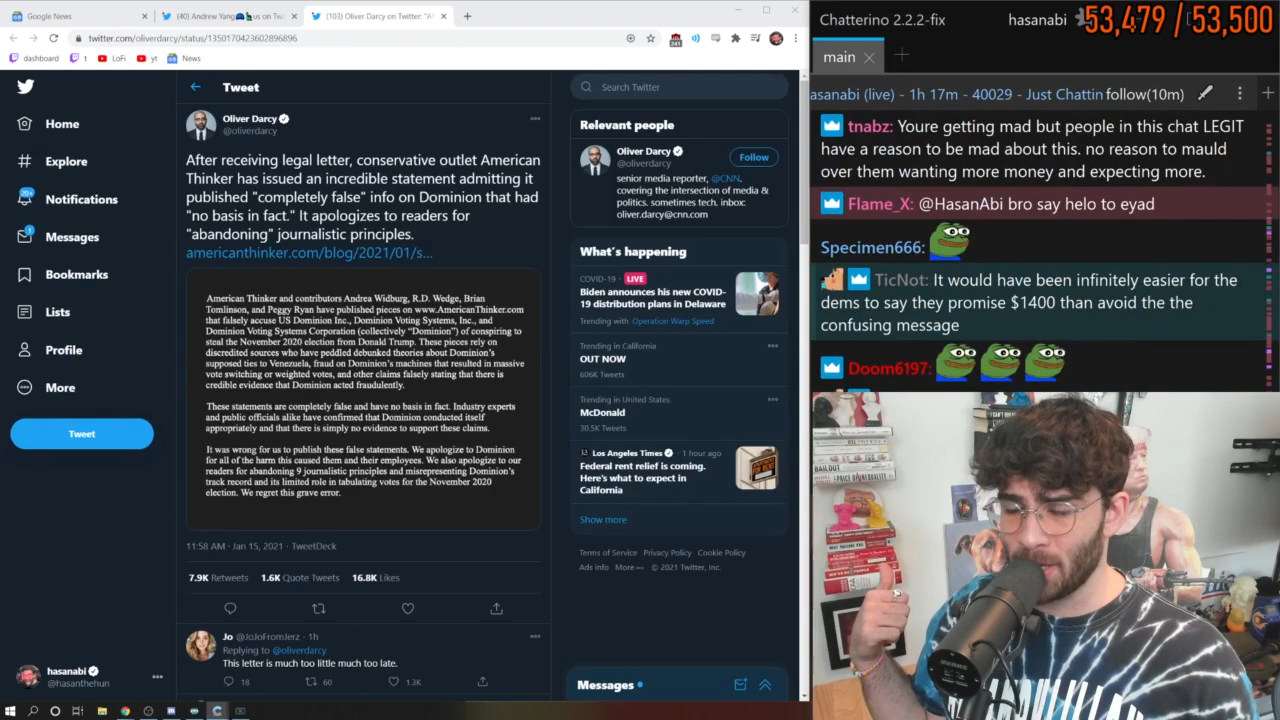 Google News
(40) Andrew Yang us on Twi
(103) Oliver Darcy on Twitter: "Af
twitter.com/oliverdarcy/status/1350170423602896896
241
dashboard
t
LoFi
yt
News
Home
Explore
20+
Notifications
1
Messages
Bookmarks
Lists
Profile
More
Tweet
hasanabi
@hasanthehun
Tweet
Oliver Darcy
@oliverdarcy
After receiving legal letter, conservative outlet American
Thinker has issued an incredible statement admitting it
published "completely false" info on Dominion that had
"no basis in fact." It apologizes to readers for
"abandoning" journalistic principles.
americanthinker.com/blog/2021/01/s...
American Thinker and contributors Andrea Widburg, R.D. Wedge, Brian
Tomlinson, and Peggy Ryan have published pieces on www.AmericanThinker.com
that falsely accuse US Dominion Inc., Dominion Voting Systems, Inc., and
Dominion Voting Systems Corporation (collectively "Dominion") of conspiring to
steal the November 2020 election from Donald Trump. These pieces rely on
discredited sources who have peddled debunked theories about Dominion's
supposed ties to Venezuela, fraud on Dominion's machines that resulted in massive
vote switching or weighted votes, and other claims falsely stating that there is
credible evidence that Dominion acted fraudulently.
These statements are completely false and have no basis in fact. Industry experts
and public officials alike have confirmed that Dominion conducted itself
appropriately and that there is simply no evidence to support these claims.
It was wrong for us to publish these false statements. We apologize to Dominion
for all of the harm this caused them and their employees. We also apologize to our
readers for abandoning 9 journalistic principles and misrepresenting Dominion's
track record and its limited role in tabulating votes for the November 2020
election. We regret this grave error.
11:58 AM · Jan 15, 2021 · TweetDeck
7.9K Retweets 1.6K Quote Tweets 16.8K Likes
Jo @JoJoFromJerz · 1h
Replying to @oliverdarcy
This letter is much too little much too late.
18 60 1.3K
Search Twitter
Relevant people
Oliver Darcy
@oliverdarcy
Follow
senior media reporter, @CNN.
covering the intersection of media &
politics. sometimes tech. inbox:
oliver.darcy@cnn.com
What's happening
COVID-19 · LIVE
Biden announces his new COVID-
19 distribution plans in Delaware
Trending with Operation Warp Speed
Trending in California
OUT NOW
606K Tweets
Trending in United States
McDonald
30.5K Tweets
Los Angeles Times · 1 hour ago
Federal rent relief is coming.
Here's what to expect in
California
Show more
Terms of Service Privacy Policy Cookie Policy
Ads info More © 2021 Twitter, Inc.
Messages
Chatterino 2.2.2-fix
hasanabi
53,479 / 53,500
main
asanabi (live) - 1h 17m - 40029 - Just Chattin follow(10m)
tnabz: Youre getting mad but people in this chat LEGIT
have a reason to be mad about this. no reason to mauld
over them wanting more money and expecting more.
Flame_X: @HasanAbi bro say helo to eyad
Specimen666:
TicNot: It would have been infinitely easier for the
dems to say they promise $1400 than avoid the the
confusing message
Doom6197:
BAILOUT